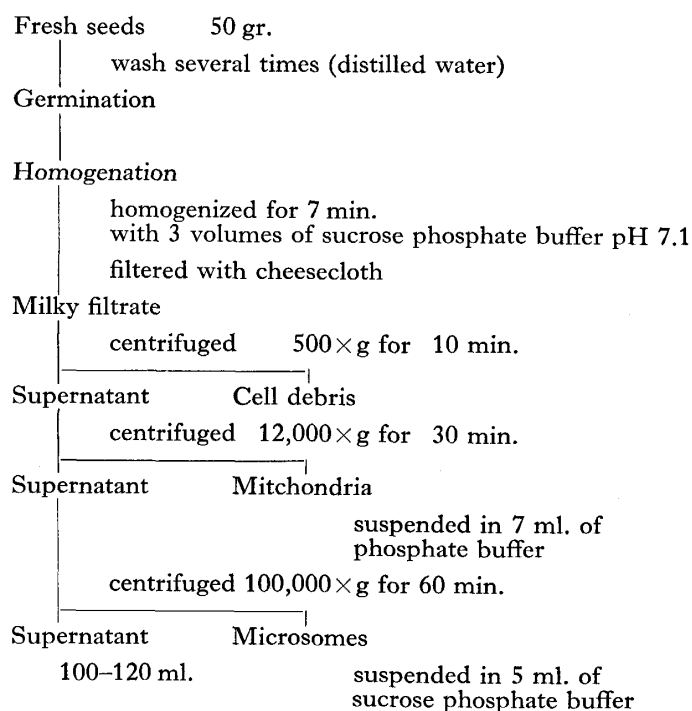 Fresh seeds 50 gr.
wash several times (distilled water)
Germination
Homogenation
homogenized for 7 min.
with 3 volumes of sucrose phosphate buffer pH 7.1
filtered with cheesecloth
Milky filtrate
centrifuged 500×g for 10 min.
Supernatant Cell debris
centrifuged 12,000×g for 30 min.
Supernatant Mitchondria
suspended in 7 ml. of
phosphate buffer
centrifuged 100,000×g for 60 min.
Supernatant Microsomes
100–120 ml. suspended in 5 ml. of
sucrose phosphate buffer